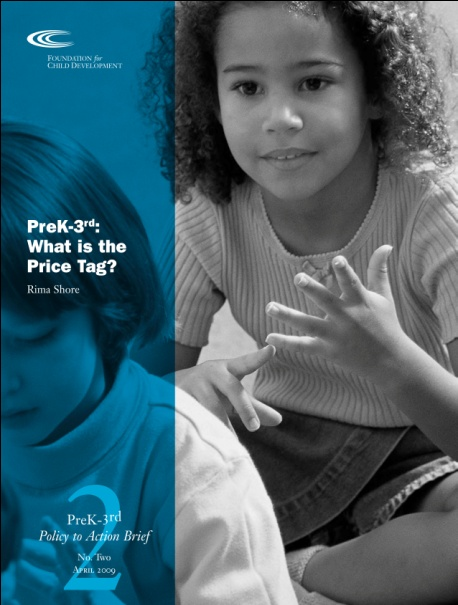 FOUNDATION for
CHILD DEVELOPMENT
PreK-3rd:
What is the
Price Tag?
Rima Shore
2
PreK-3rd
Policy to Action Brief
No. Two
April 2009